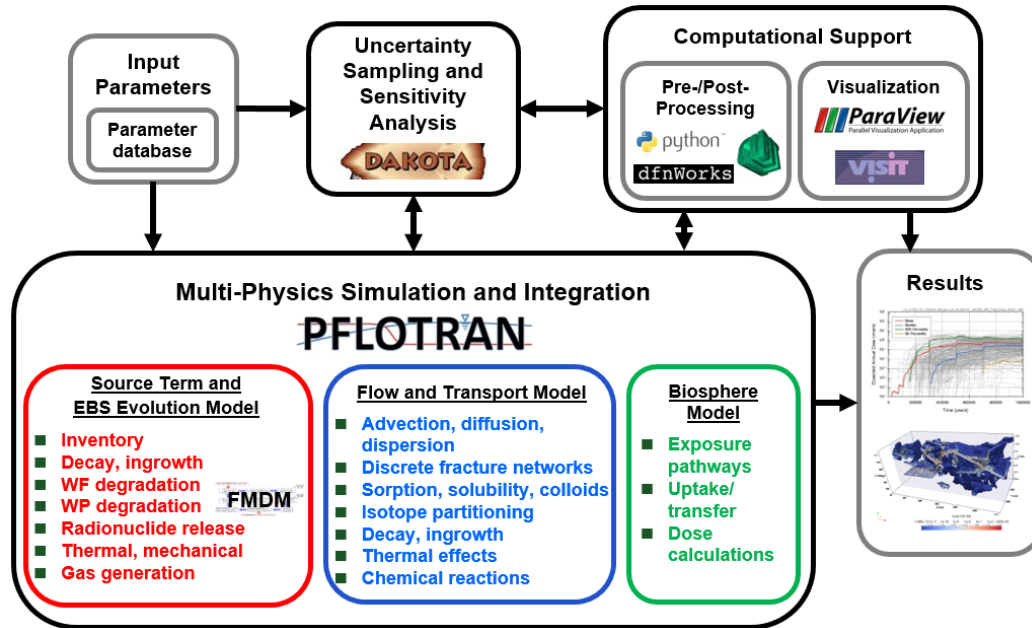 Input
Parameters
Parameter
database
Uncertainty
Sampling and
Sensitivity
Analysis
DAKOTA
Computational Support
Pre-/Post-
Processing
python™
dfnWorks
Visualization
ParaView
Parallel Visualization Application
VisIt
Multi-Physics Simulation and Integration
PFLOTRAN
Source Term and
EBS Evolution Model
Inventory
Decay, ingrowth
WF degradation
WP degradation
Radionuclide release
Thermal, mechanical
Gas generation
FMDM
Flow and Transport Model
Advection, diffusion,
dispersion
Discrete fracture networks
Sorption, solubility, colloids
Isotope partitioning
Decay, ingrowth
Thermal effects
Chemical reactions
Biosphere
Model
Exposure
pathways
Uptake/
transfer
Dose
calculations
Results
Time (years)